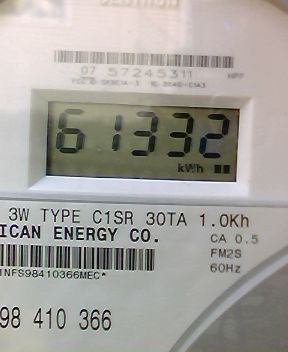 07 57245311
61332
kWh
3W TYPE C1SR 30TA 1.0Kh
ICAN ENERGY CO.
CA 0.5
FM2S
60Hz
INFS98410366MEC*
98 410 366